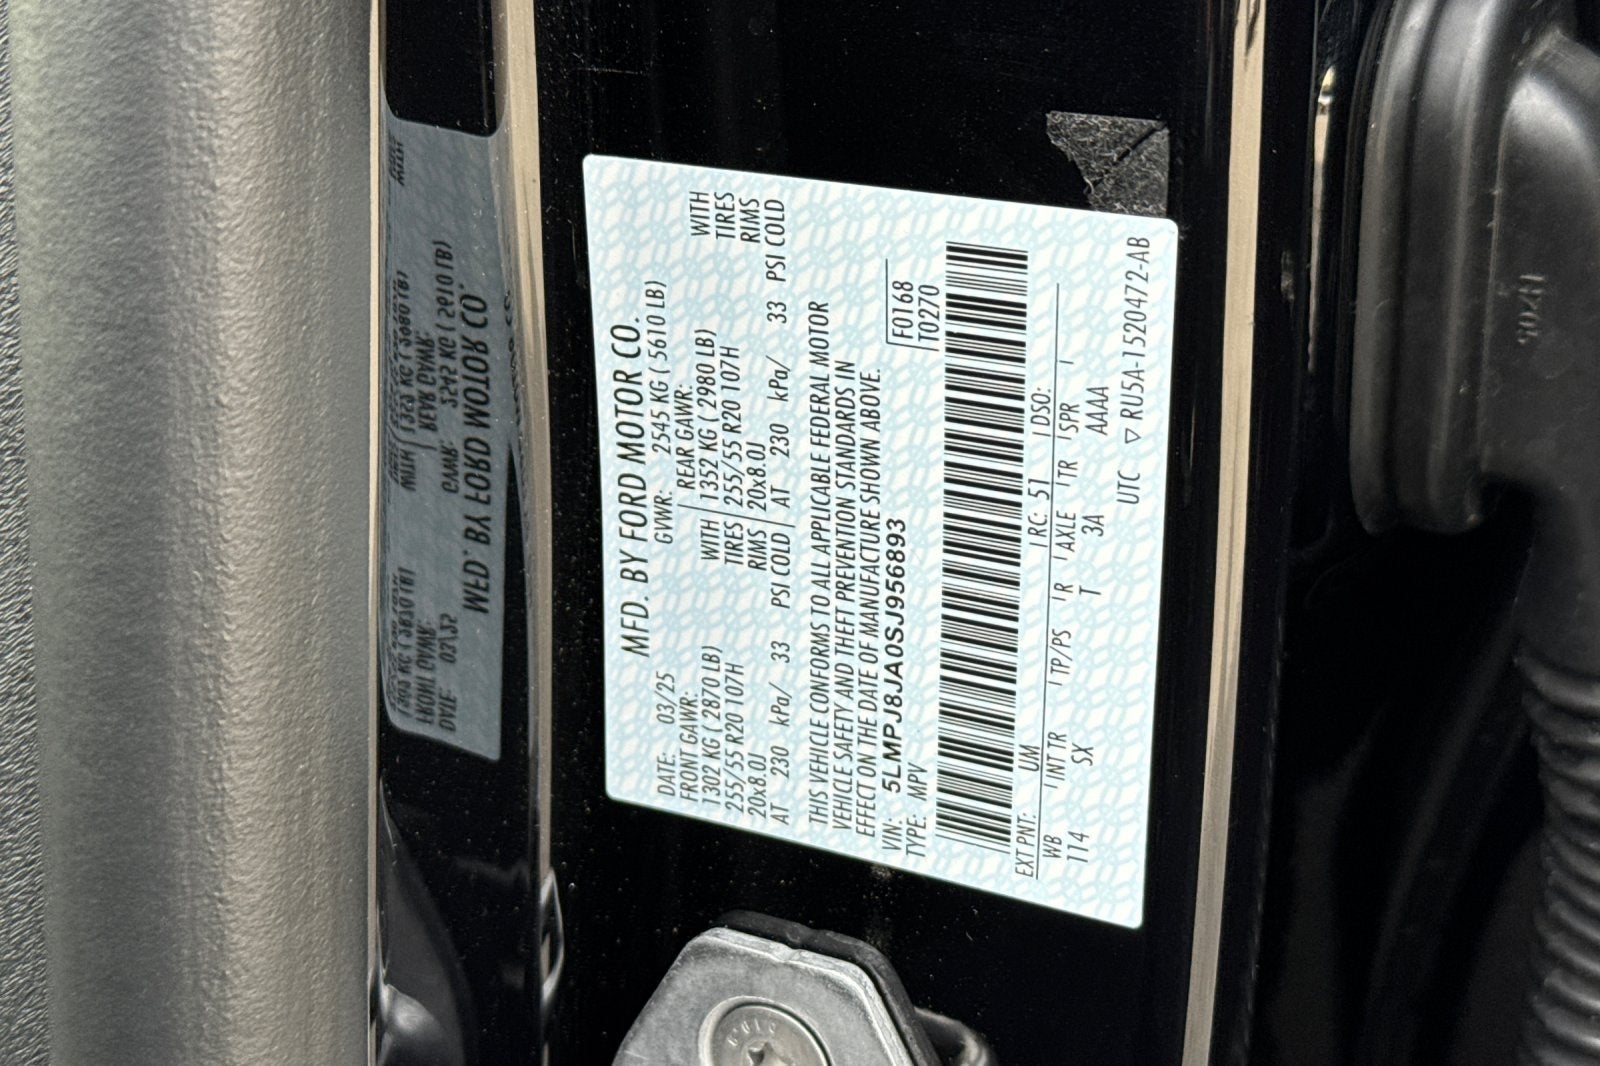 MFD. BY FORD MOTOR CO.
DATE: 03/25 GVWR: 2545 KG ( 5610 LB)
FRONT GAWR: REAR GAWR:
1302 KG ( 2870 LB) WITH 1352 KG ( 2980 LB) WITH
255/55 R20 107H TIRES 255/55 R20 107H TIRES
20x8.0J RIMS 20x8.0J RIMS
AT 230 kPa/ 33 PSI COLD AT 230 kPa/ 33 PSI COLD
THIS VEHICLE CONFORMS TO ALL APPLICABLE FEDERAL MOTOR
VEHICLE SAFETY AND THEFT PREVENTION STANDARDS IN
EFFECT ON THE DATE OF MANUFACTURE SHOWN ABOVE.
VIN: 5LMPJ8JA0SJ956893 F0168
TYPE: MPV T0270
EXT PNT: UM RC: 51 DSO:
WB INT TR TP/PS R AXLE TR SPR
114 SX T 3A AAAA
UTC ▽ RU5A-1520472-AB